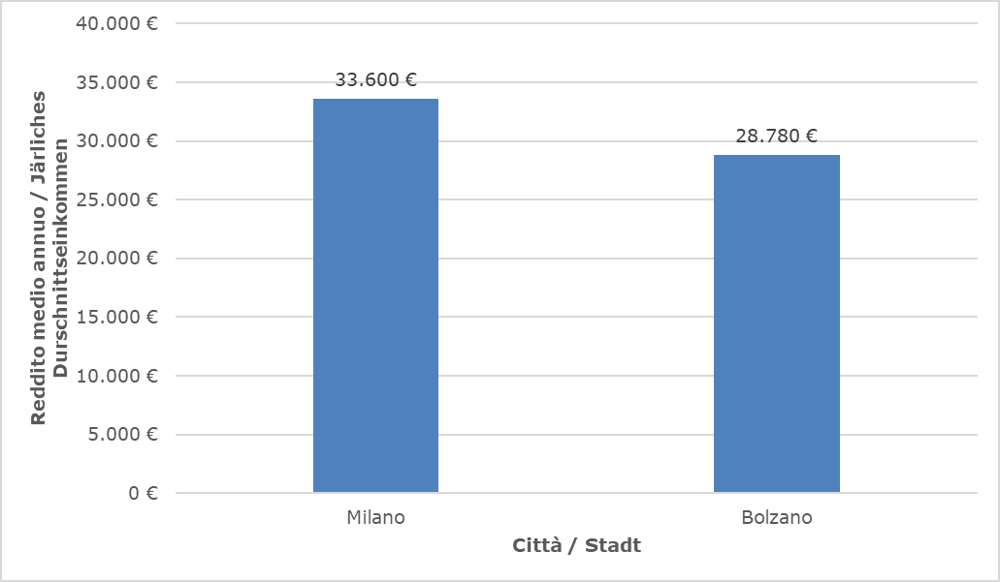 40.000 €
35.000 €
30.000 €
25.000 €
20.000 €
15.000 €
10.000 €
5.000 €
0 €
Reddito medio annuo / Järliches
Durschnittseinkommen
33.600 €
28.780 €
Milano
Bolzano
Città / Stadt